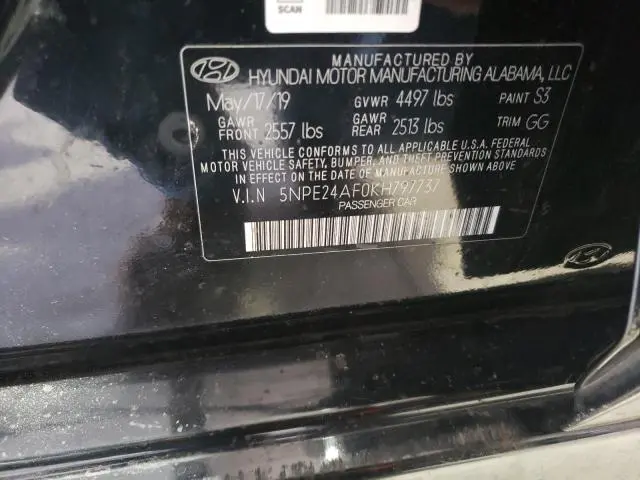 SCAN
MANUFACTURED BY
HYUNDAI MOTOR MANUFACTURING ALABAMA, LLC
May/17/19 GVWR 4497 lbs PAINT S3
GAWR FRONT 2557 lbs GAWR REAR 2513 lbs TRIM GG
THIS VEHICLE CONFORMS TO ALL APPLICABLE U.S.A. FEDERAL
MOTOR VEHICLE SAFETY, BUMPER, AND THEFT PREVENTION STANDARDS
IN EFFECT ON THE DATE OF MANUFACTURE SHOWN ABOVE
V.I.N 5NPE24AF0KH797737
PASSENGER CAR